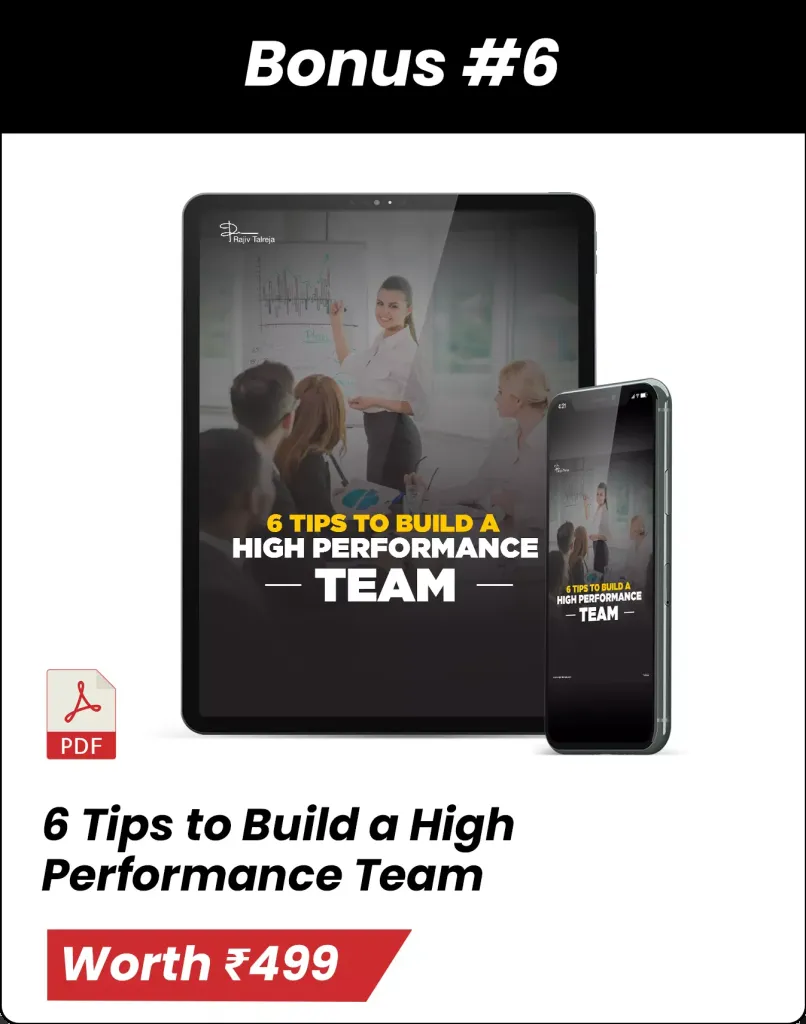 Bonus #6
Rajiv Talreja
6 TIPS TO BUILD A
HIGH PERFORMANCE
TEAM
6 TIPS TO BUILD A
HIGH PERFORMANCE
TEAM
PDF
6 Tips to Build a High
Performance Team
Worth ₹499